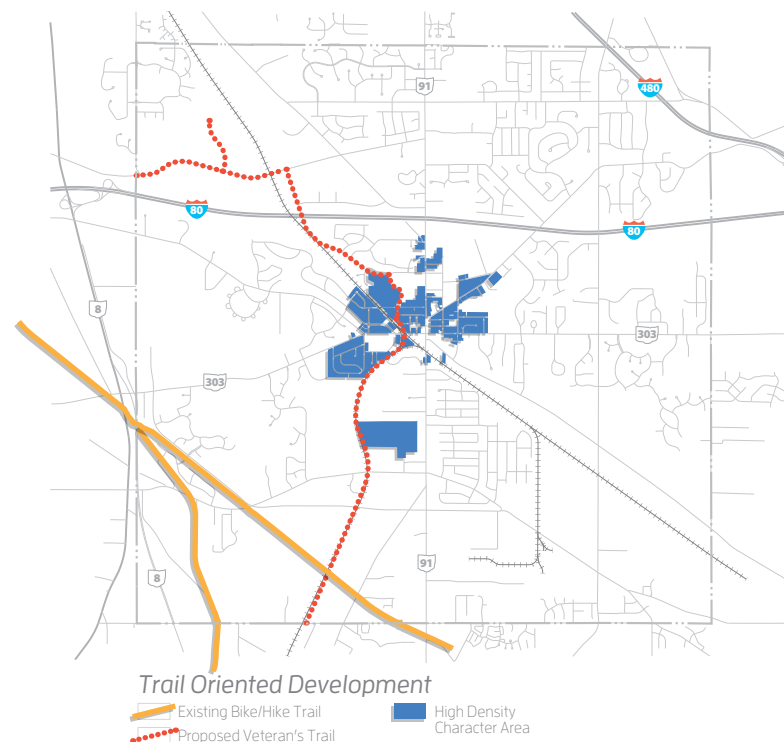 91
480
80
80
8
303
303
8
91
Trail Oriented Development
Existing Bike/Hike Trail
High Density
Character Area
Proposed Veteran's Trail